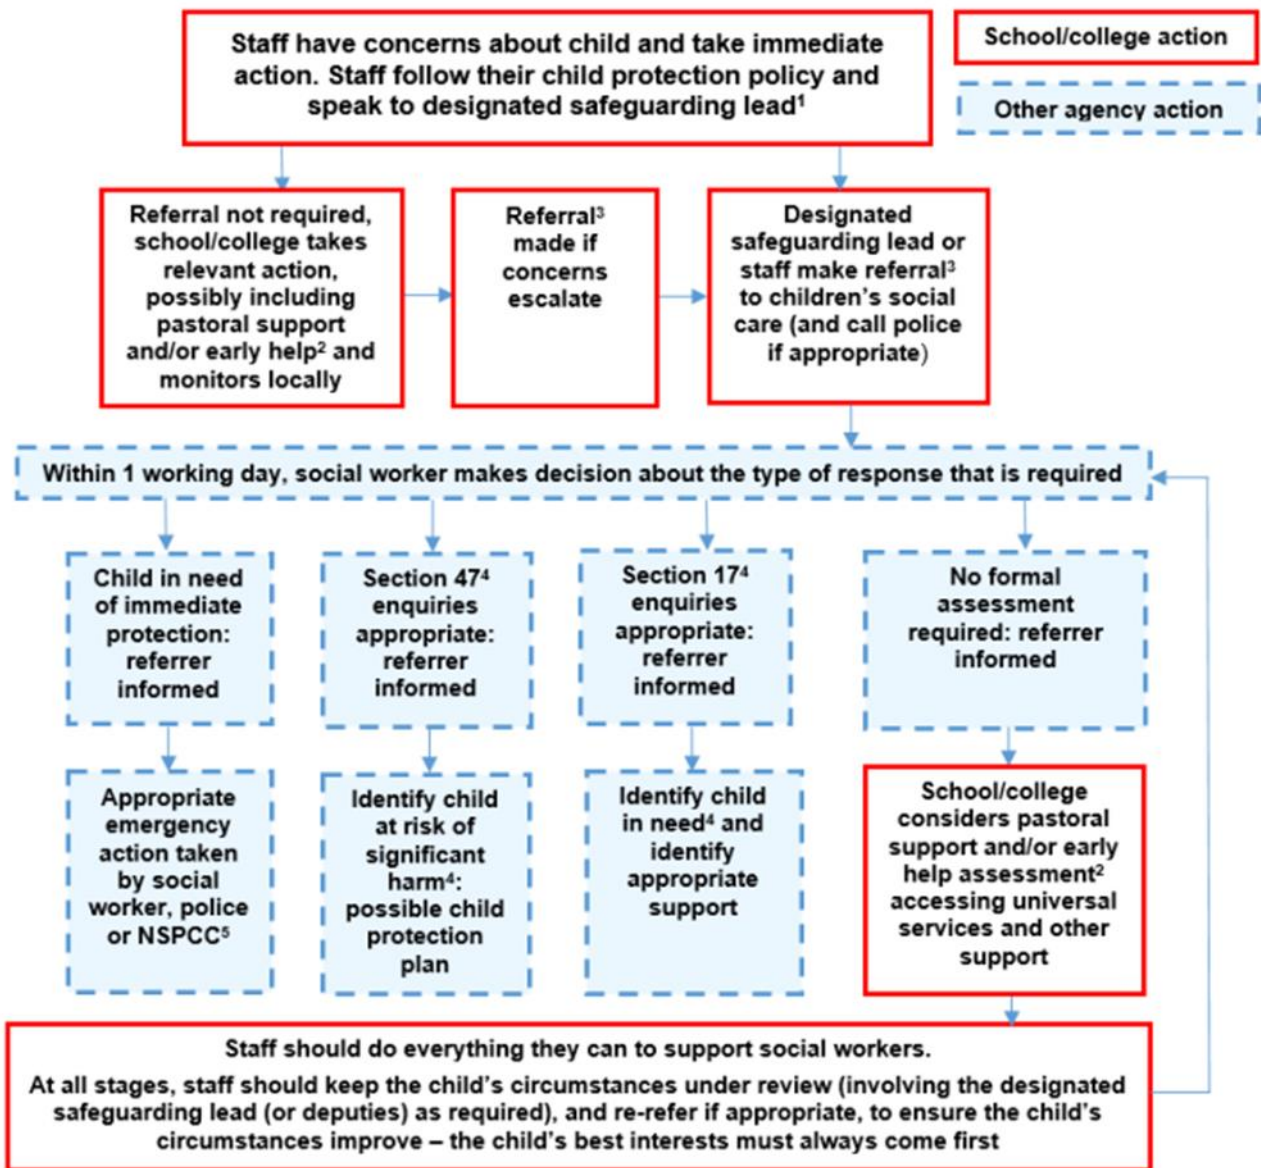 Staff have concerns about child and take immediate
action. Staff follow their child protection policy and
speak to designated safeguarding lead¹
School/college action
Other agency action
Referral not required,
school/college takes
relevant action,
possibly including
pastoral support
and/or early help² and
monitors locally
Referral³
made if
concerns
escalate
Designated
safeguarding lead or
staff make referral³
to children's social
care (and call police
if appropriate)
Within 1 working day, social worker makes decision about the type of response that is required
Child in need
of immediate
protection:
referrer
informed
Section 47⁴
enquiries
appropriate:
referrer
informed
Section 17⁴
enquiries
appropriate:
referrer
informed
No formal
assessment
required: referrer
informed
Appropriate
emergency
action taken
by social
worker, police
or NSPCC⁵
Identify child
at risk of
significant
harm⁴:
possible child
protection
plan
Identify child
in need⁴ and
identify
appropriate
support
School/college
considers pastoral
support and/or early
help assessment²
accessing universal
services and other
support
Staff should do everything they can to support social workers.
At all stages, staff should keep the child's circumstances under review (involving the designated
safeguarding lead (or deputies) as required), and re-refer if appropriate, to ensure the child's
circumstances improve – the child's best interests must always come first